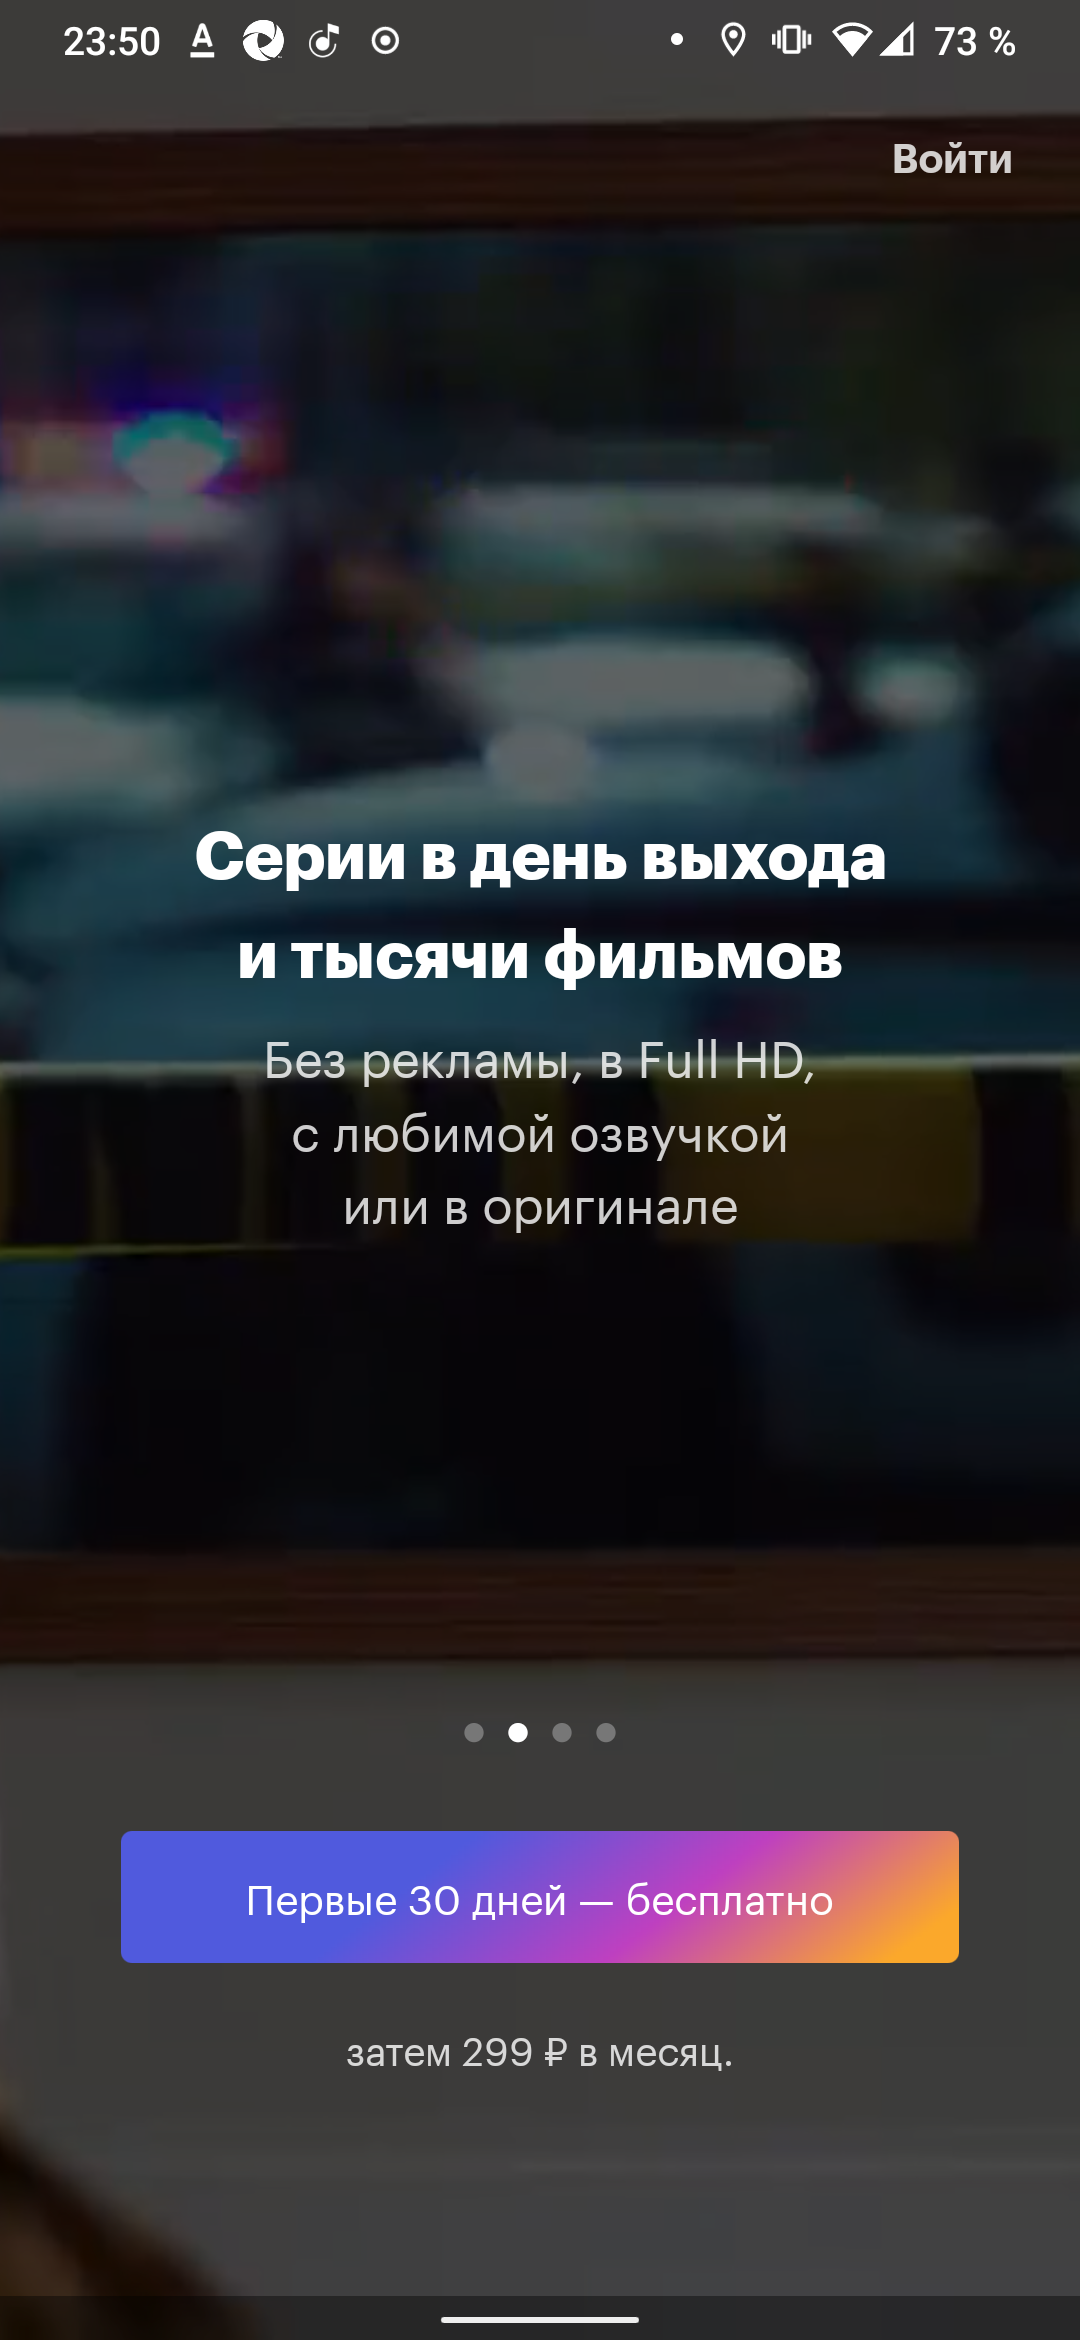 23:50
73 %
Войти
Серии в день выхода
и тысячи фильмов
Без рекламы, в Full HD,
с любимой озвучкой
или в оригинале
Первые 30 дней — бесплатно
затем 299 ₽ в месяц.